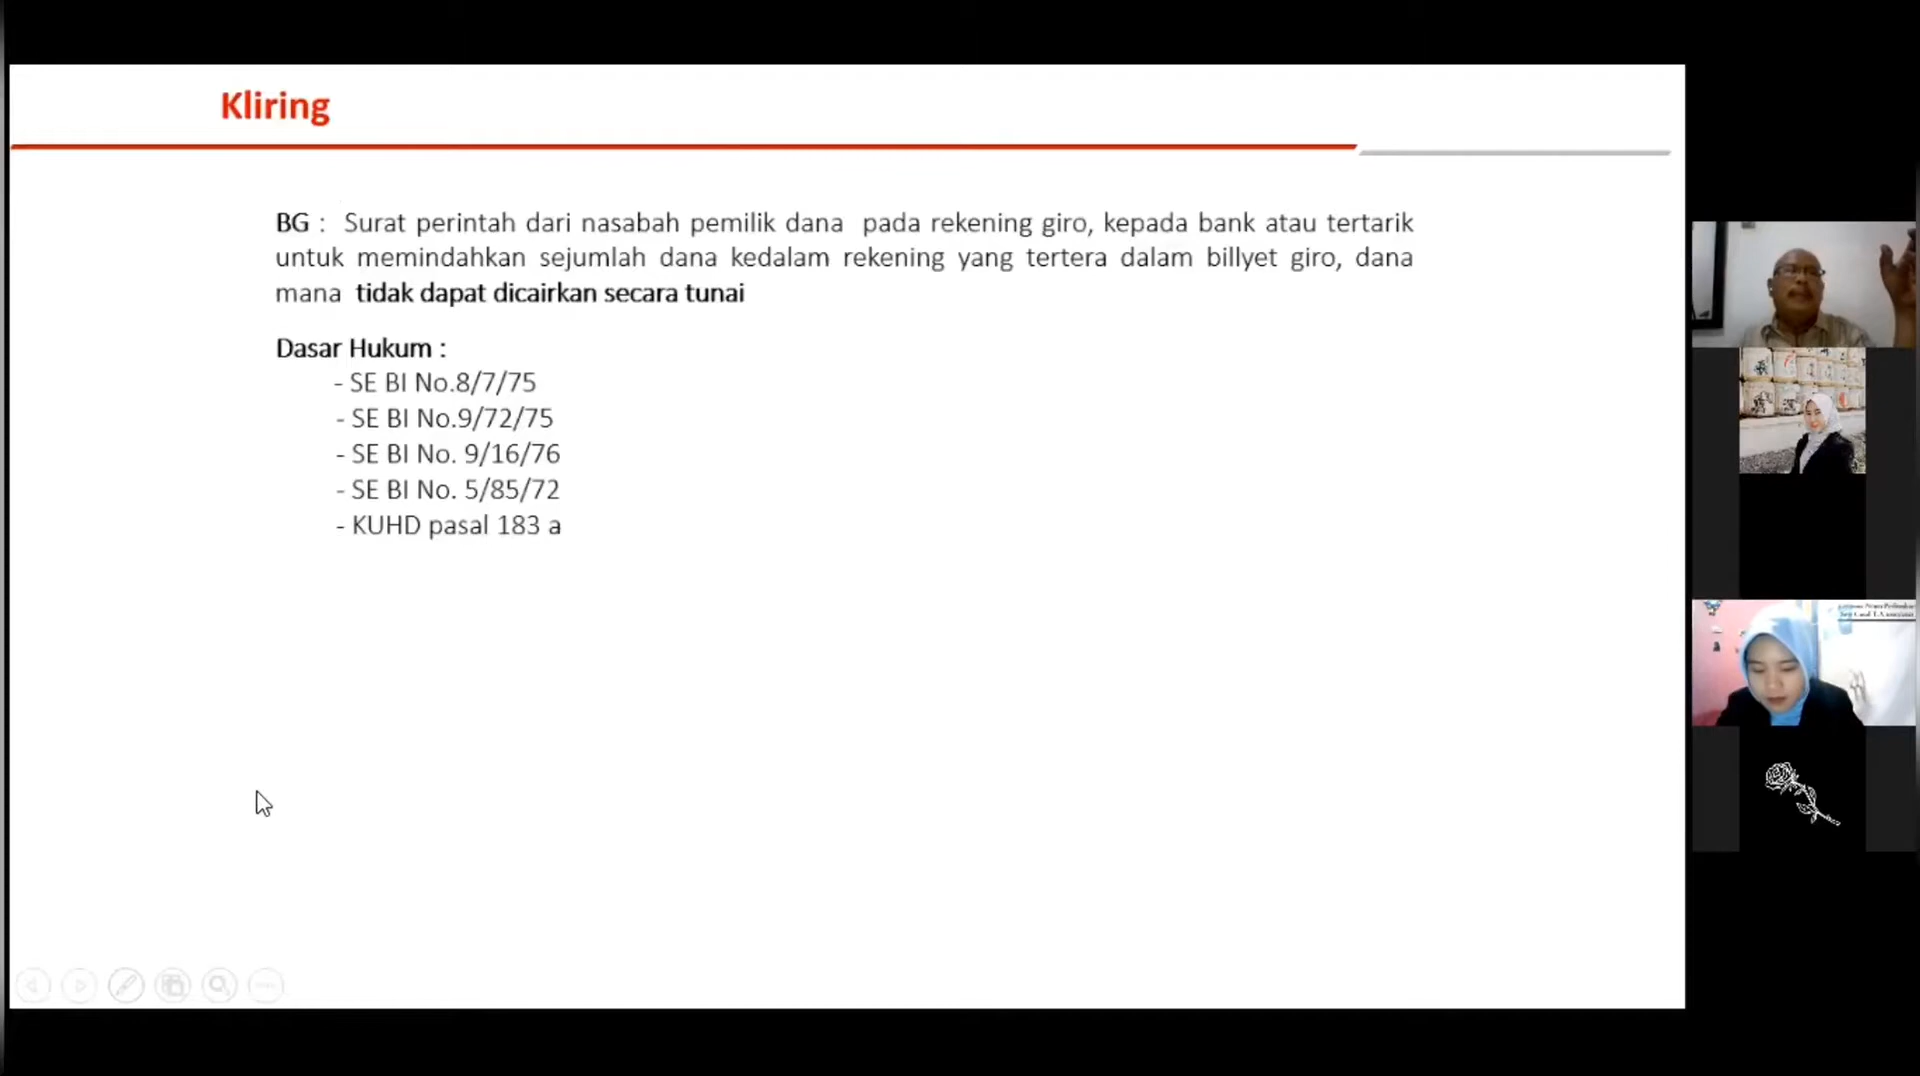 Kliring
BG : Surat perintah dari nasabah pemilik dana pada rekening giro, kepada bank atau tertarik
untuk memindahkan sejumlah dana kedalam rekening yang tertera dalam billyet giro, dana
mana tidak dapat dicairkan secara tunai
Dasar Hukum :
- SE BI No.8/7/75
- SE BI No.9/72/75
- SE BI No. 9/16/76
- SE BI No. 5/85/72
- KUHD pasal 183 a